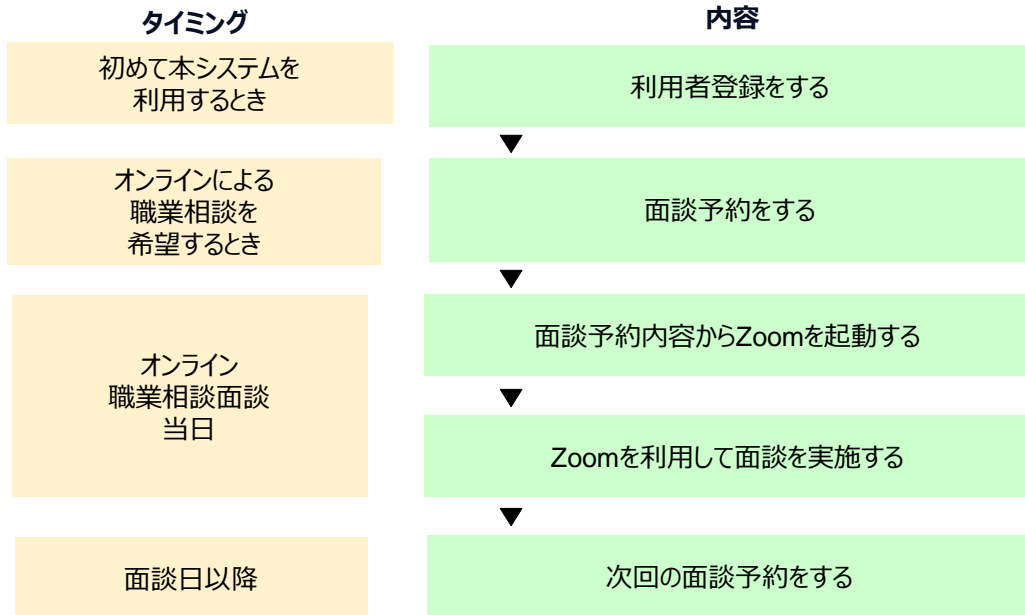 タイミング
内容
初めて本システムを
利用するとき
利用者登録をする
▼
オンラインによる
職業相談を
希望するとき
面談予約をする
▼
オンライン
職業相談面談
当日
面談予約内容からZoomを起動する
▼
Zoomを利用して面談を実施する
▼
面談日以降
次回の面談予約をする